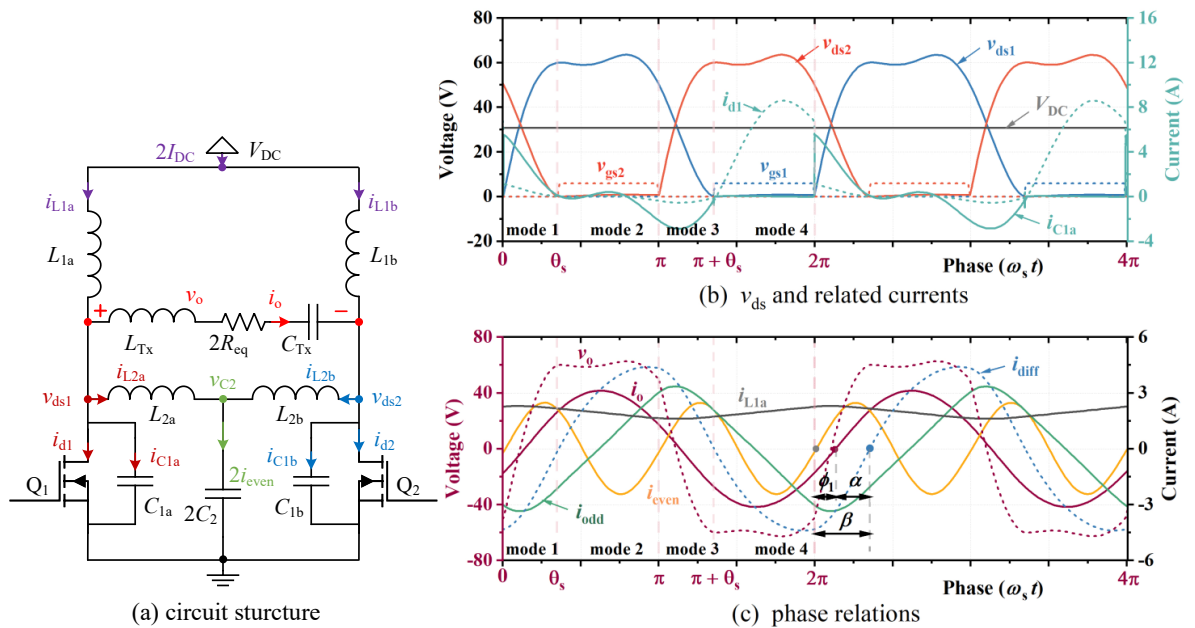 2I_DC V_DC
i_L1a i_L1b
L_1a L_1b
+ v_o i_o −
L_Tx 2R_eq C_Tx
i_L2a v_C2 i_L2b
v_ds1 v_ds2
L_2a L_2b
i_d1 i_d2
i_C1a 2i_even i_C1b
Q_1 Q_2
C_1a 2C_2 C_1b
(a) circuit sturcture
80
60
40
20
0
-20
Voltage (V)
16
12
8
4
0
-4
Current (A)
v_ds2 v_ds1
i_d1 V_DC
v_gs2 v_gs1
i_C1a
mode 1 mode 2 mode 3 mode 4
0 θ_s π π + θ_s 2π Phase (ω_s t) 4π
(b) v_ds and related currents
80
40
0
-40
-80
Voltage (V)
6
3
0
-3
-6
Current (A)
v_o i_diff
i_o i_L1a
i_even ϕ_1 α
i_odd β
mode 1 mode 2 mode 3 mode 4
0 θ_s π π + θ_s 2π Phase (ω_s t) 4π
(c) phase relations